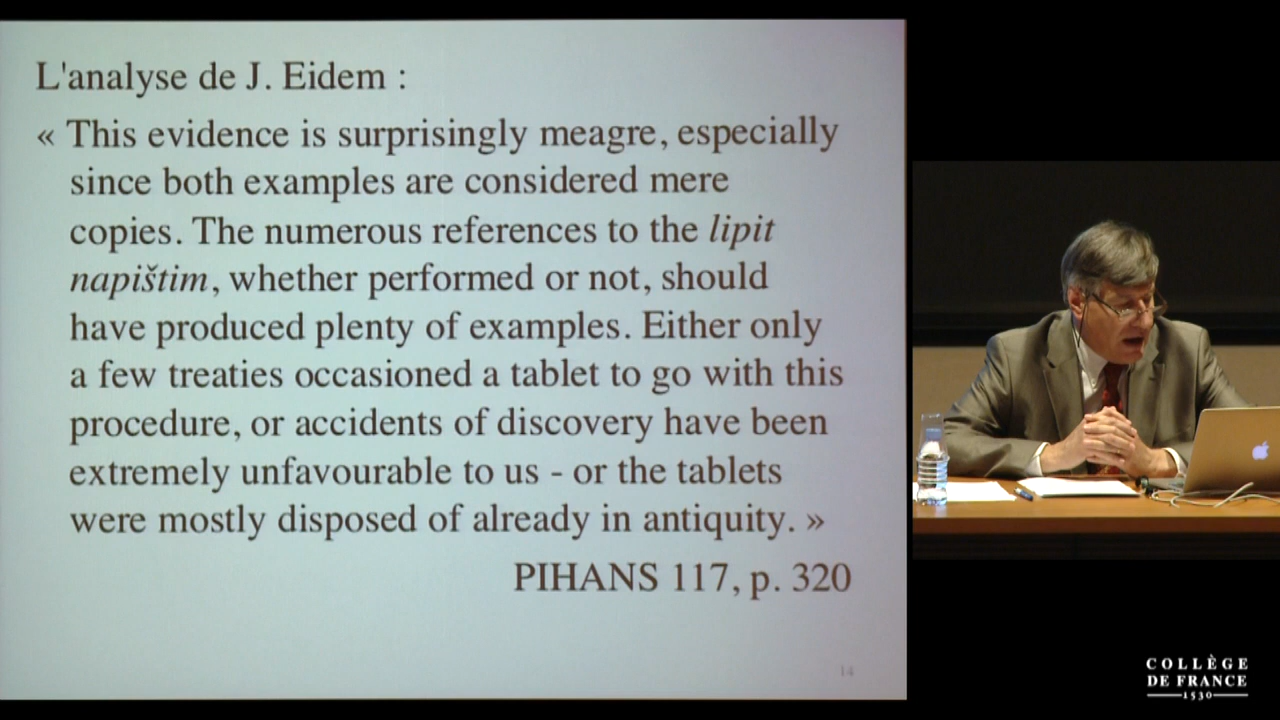 L'analyse de J. Eidem :
« This evidence is surprisingly meagre, especially
since both examples are considered mere
copies. The numerous references to the lipit
napištim, whether performed or not, should
have produced plenty of examples. Either only
a few treaties occasioned a tablet to go with this
procedure, or accidents of discovery have been
extremely unfavourable to us - or the tablets
were mostly disposed of already in antiquity. »
PIHANS 117, p. 320
14
COLLÈGE
DE FRANCE
1530